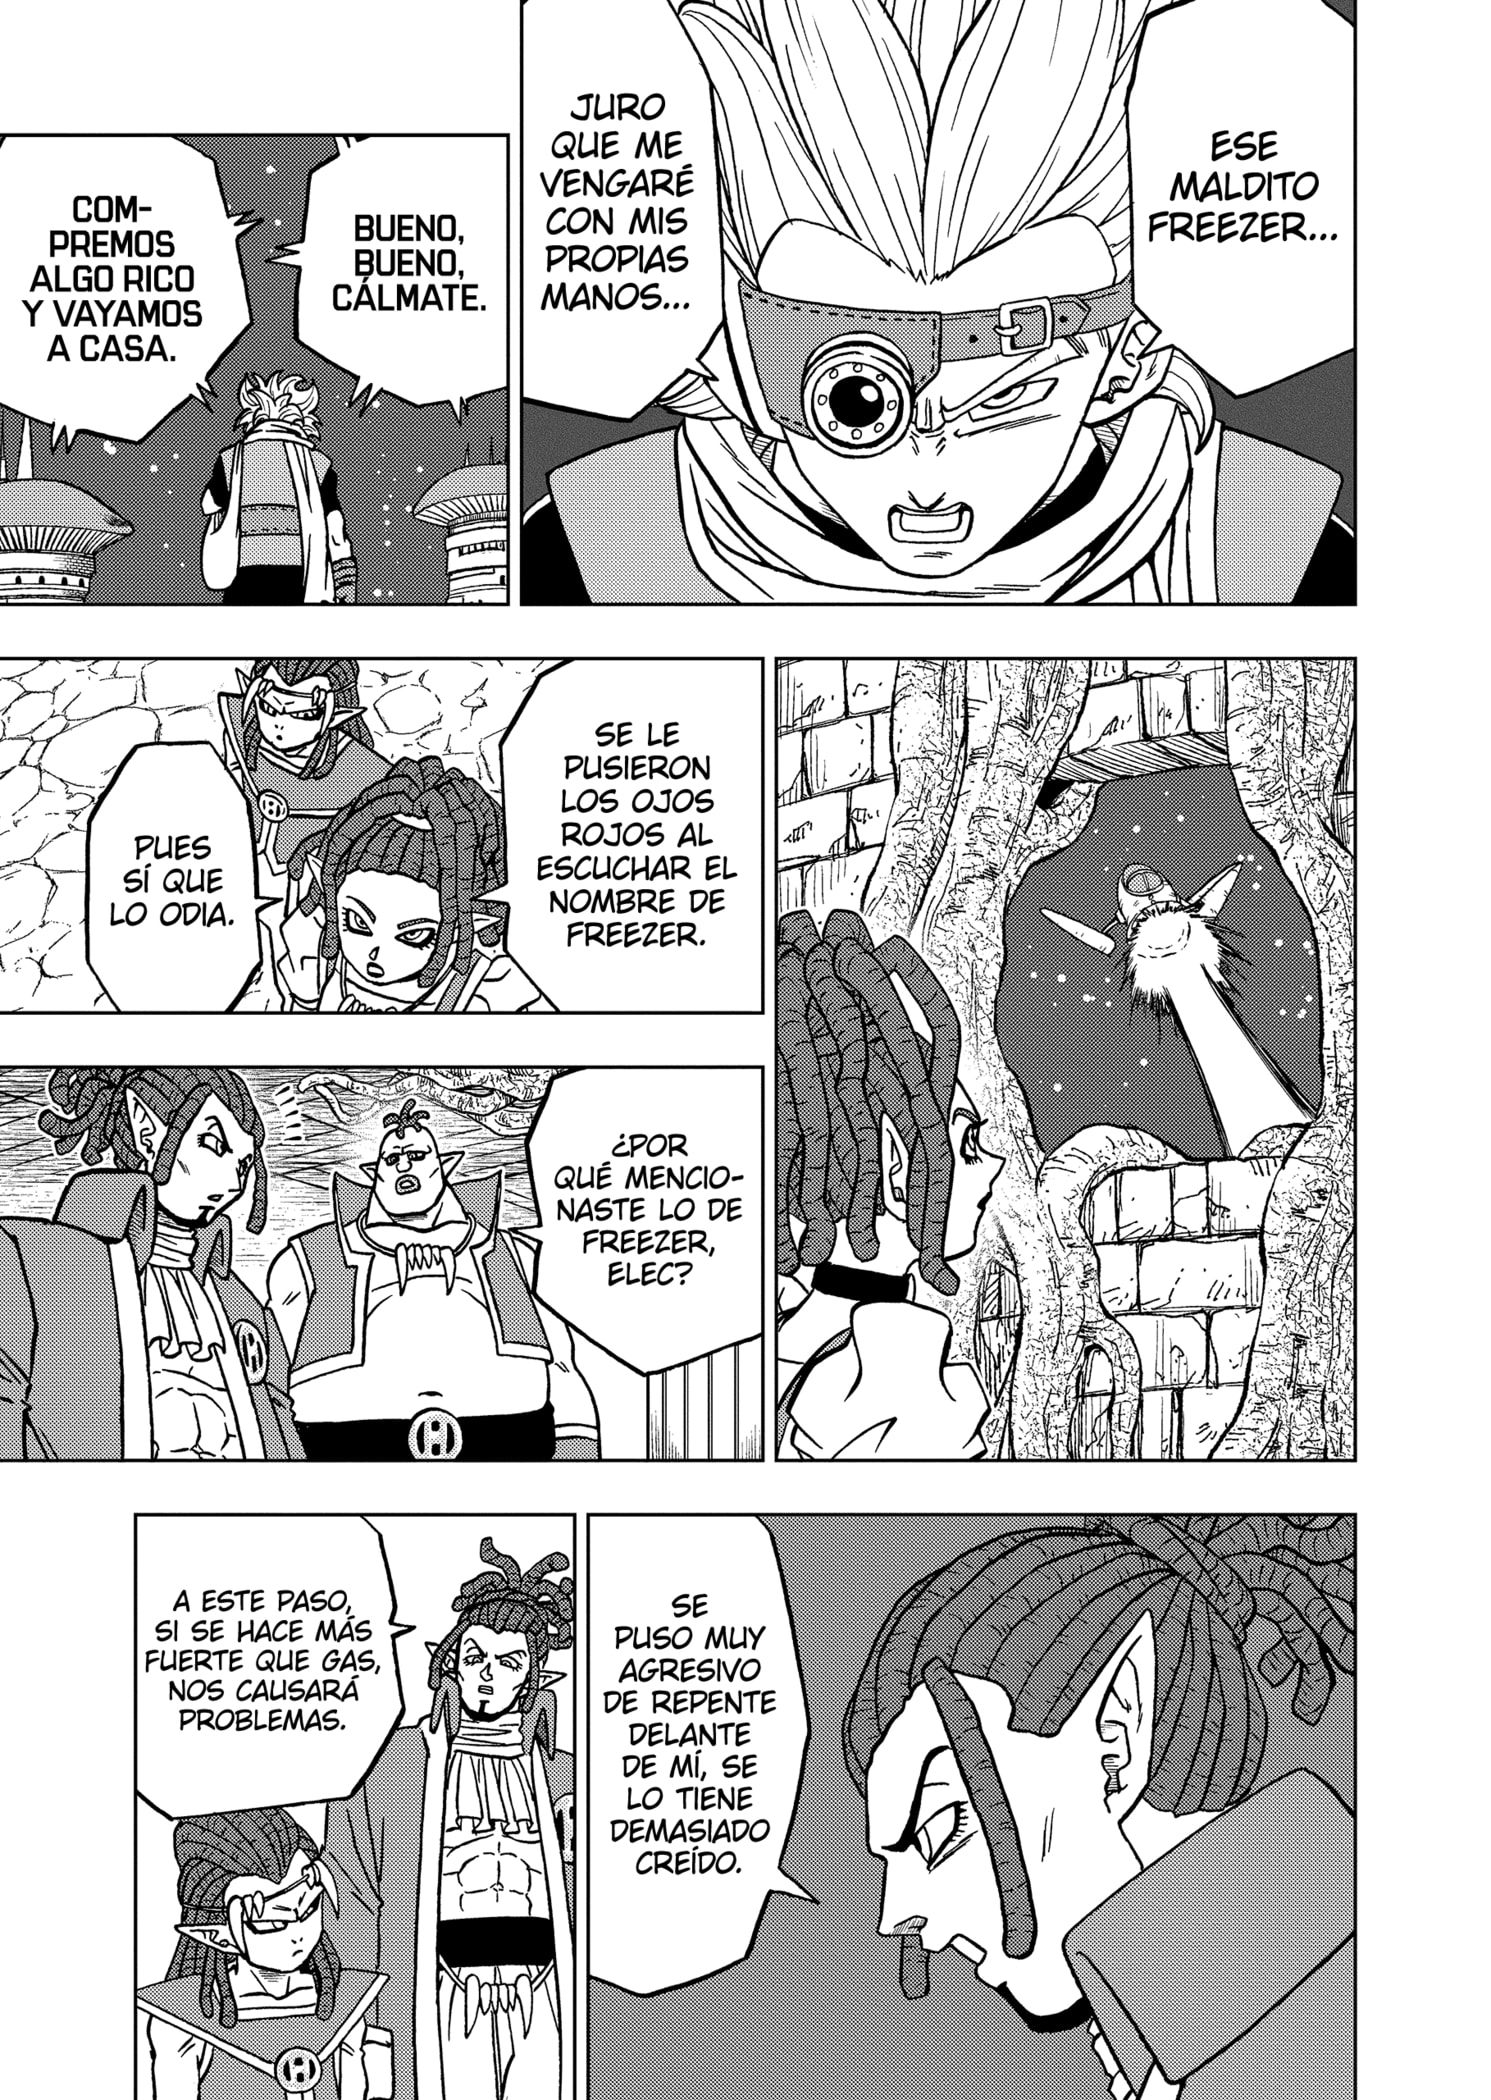 ESE
MALDITO
FREEZER...
JURO
QUE ME
VENGARÉ
CON MIS
PROPIAS
MANOS...
BUENO,
BUENO,
CÁLMATE.
COM-
PREMOS
ALGO RICO
Y VAYAMOS
A CASA.
SE LE
PUSIERON
LOS OJOS
ROJOS AL
ESCUCHAR EL
NOMBRE DE
FREEZER.
PUES
SÍ QUE
LO ODIA.
¿POR
QUÉ MENCIO-
NASTE LO DE
FREEZER,
ELEC?
SE
PUSO MUY
AGRESIVO
DE REPENTE
DELANTE
DE MÍ, SE
LO TIENE
DEMASIADO
CREÍDO.
A ESTE PASO,
SI SE HACE MÁS
FUERTE QUE GAS,
NOS CAUSARÁ
PROBLEMAS.